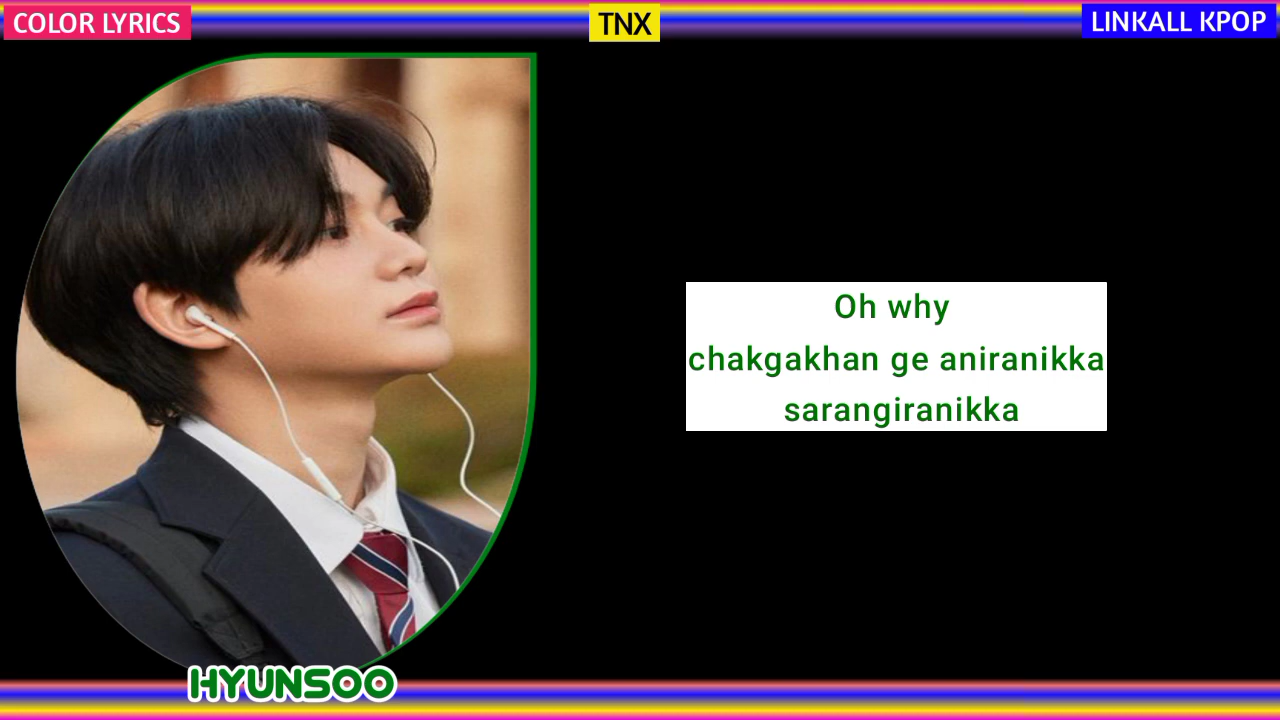 COLOR LYRICS
TNX
LINKALL KPOP
Oh why
chakgakhan ge aniranikka
sarangiranikka
HYUNSOO